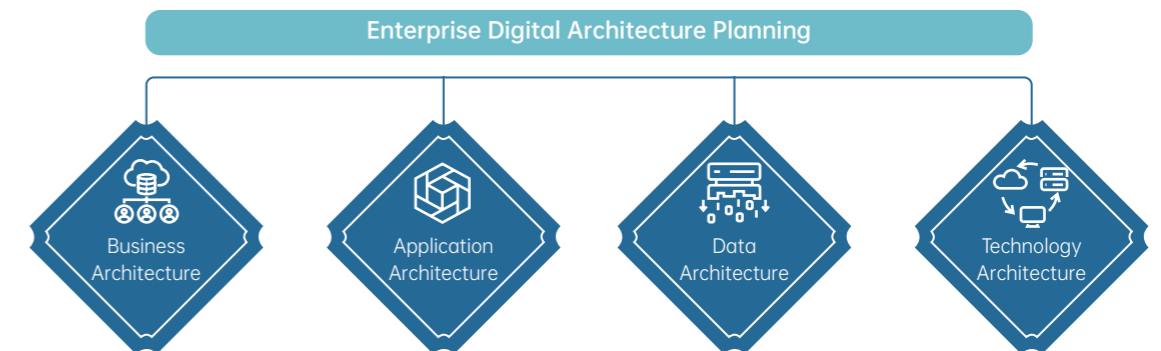 Enterprise Digital Architecture Planning
Business
Architecture
Application
Architecture
Data
Architecture
Technology
Architecture